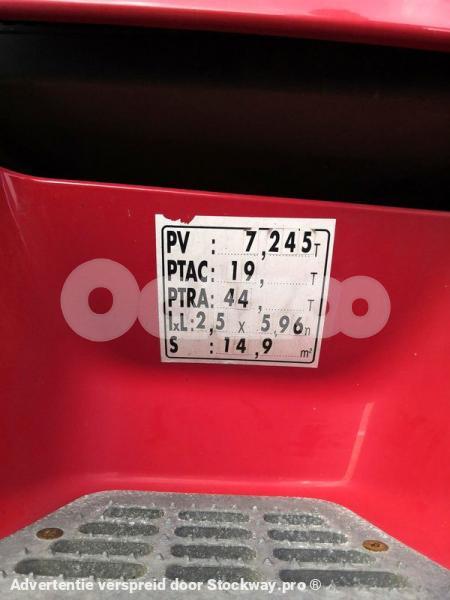 PV : 7,245 T
PTAC : 19, T
PTRA : 44, T
lxL : 2,5 x 5,96 m
S : 14,9 m²
Advertentie verspreid door Stockway.pro ®